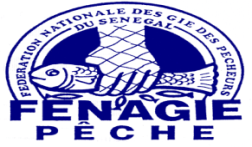 FEDERATION NATIONALE DES GIE DES PECHEURS
DU SENEGAL
FENAGIE
PÊCHE